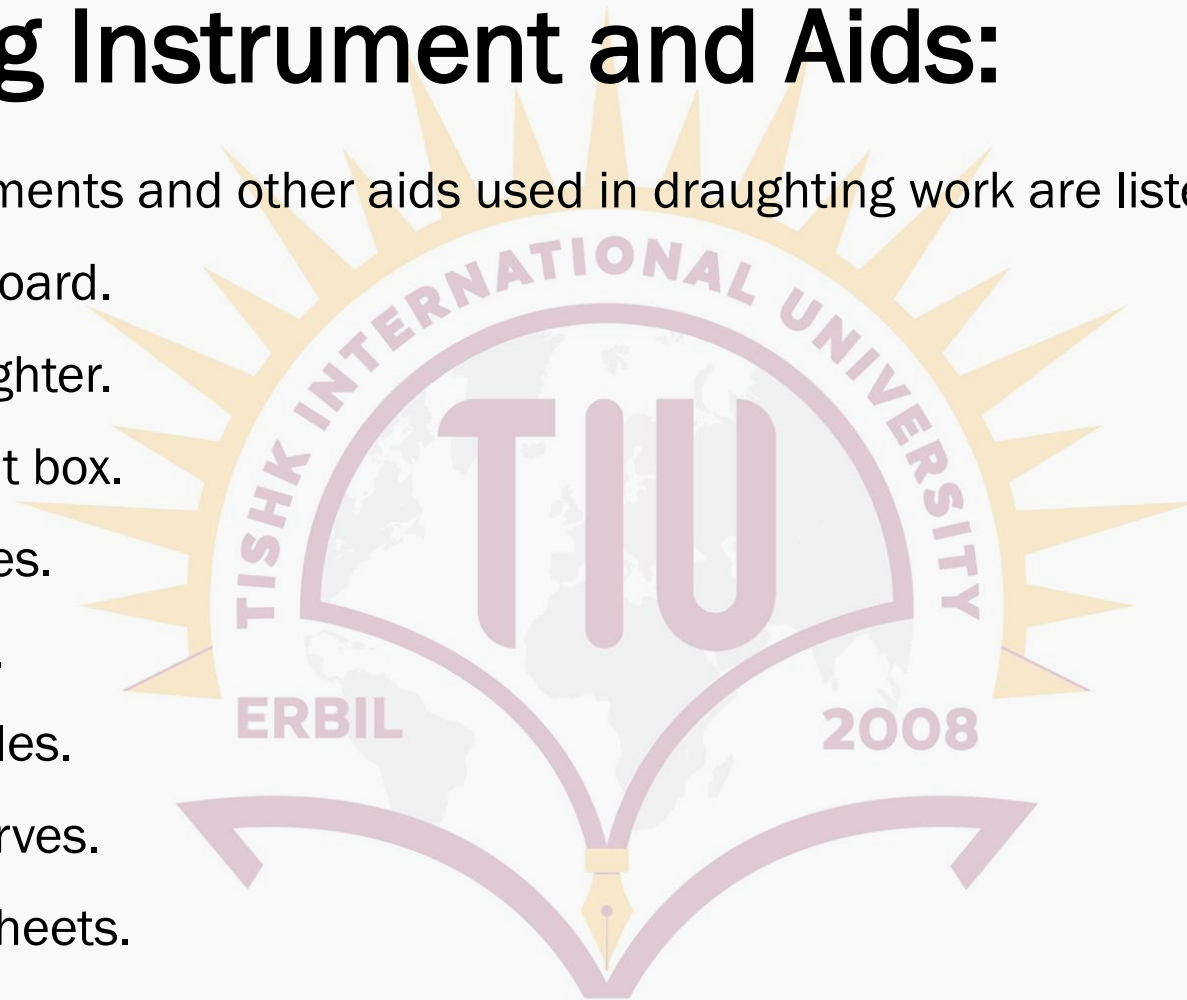 g Instrument and Aids:
ments and other aids used in draughting work are liste
oard.
ghter.
t box.
es.
.
les.
rves.
heets.
TISHK INTERNATIONAL UNIVERSITY
TIU
ERBIL
2008